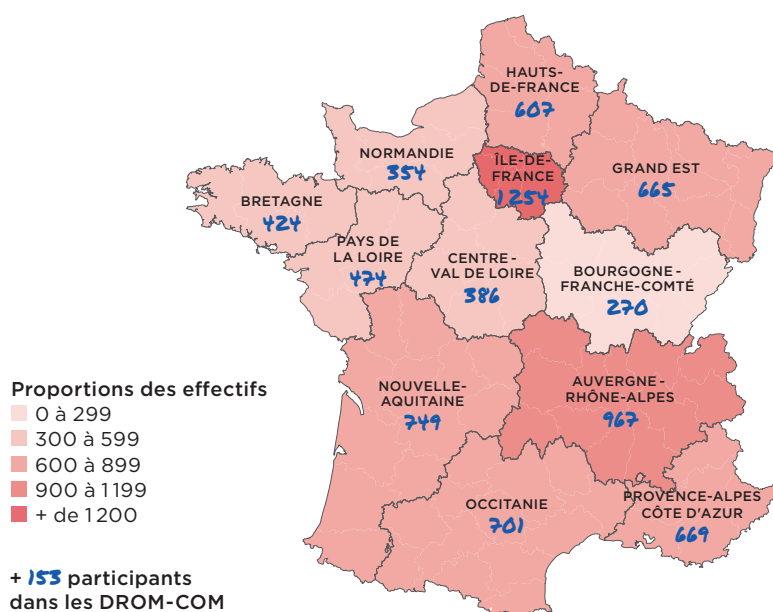 HAUTS-
DE-FRANCE
607
NORMANDIE
354
ÎLE-DE-
FRANCE
1254
GRAND EST
665
BRETAGNE
424
PAYS DE
LA LOIRE
474
CENTRE-
VAL DE LOIRE
386
BOURGOGNE-
FRANCHE-COMTÉ
270
NOUVELLE-
AQUITAINE
749
AUVERGNE-
RHÔNE-ALPES
967
OCCITANIE
701
PROVENCE-ALPES
CÔTE D'AZUR
669
Proportions des effectifs
0 à 299
300 à 599
600 à 899
900 à 1199
+ de 1200
+ 153 participants
dans les DROM-COM